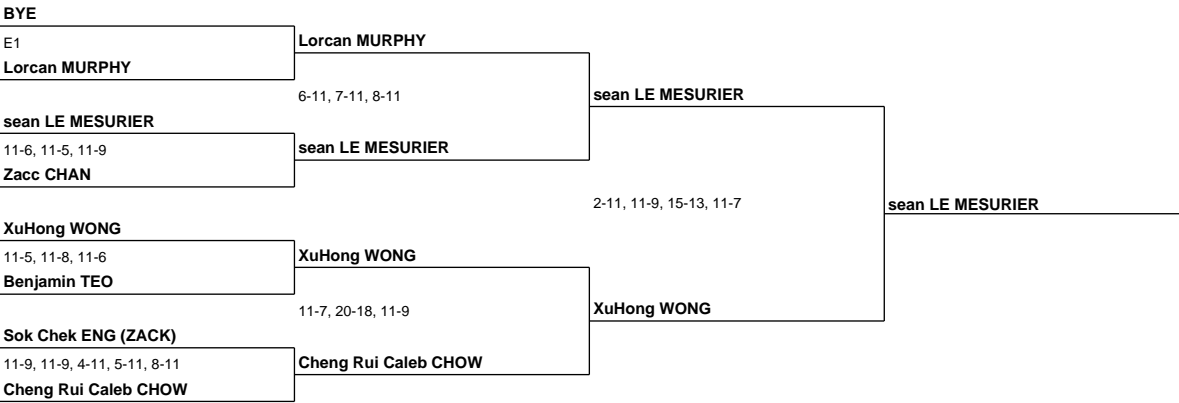 BYE
E1
Lorcan MURPHY
Lorcan MURPHY
6-11, 7-11, 8-11
sean LE MESURIER
sean LE MESURIER
11-6, 11-5, 11-9
sean LE MESURIER
Zacc CHAN
2-11, 11-9, 15-13, 11-7
sean LE MESURIER
XuHong WONG
11-5, 11-8, 11-6
XuHong WONG
Benjamin TEO
11-7, 20-18, 11-9
XuHong WONG
Sok Chek ENG (ZACK)
11-9, 11-9, 4-11, 5-11, 8-11
Cheng Rui Caleb CHOW
Cheng Rui Caleb CHOW